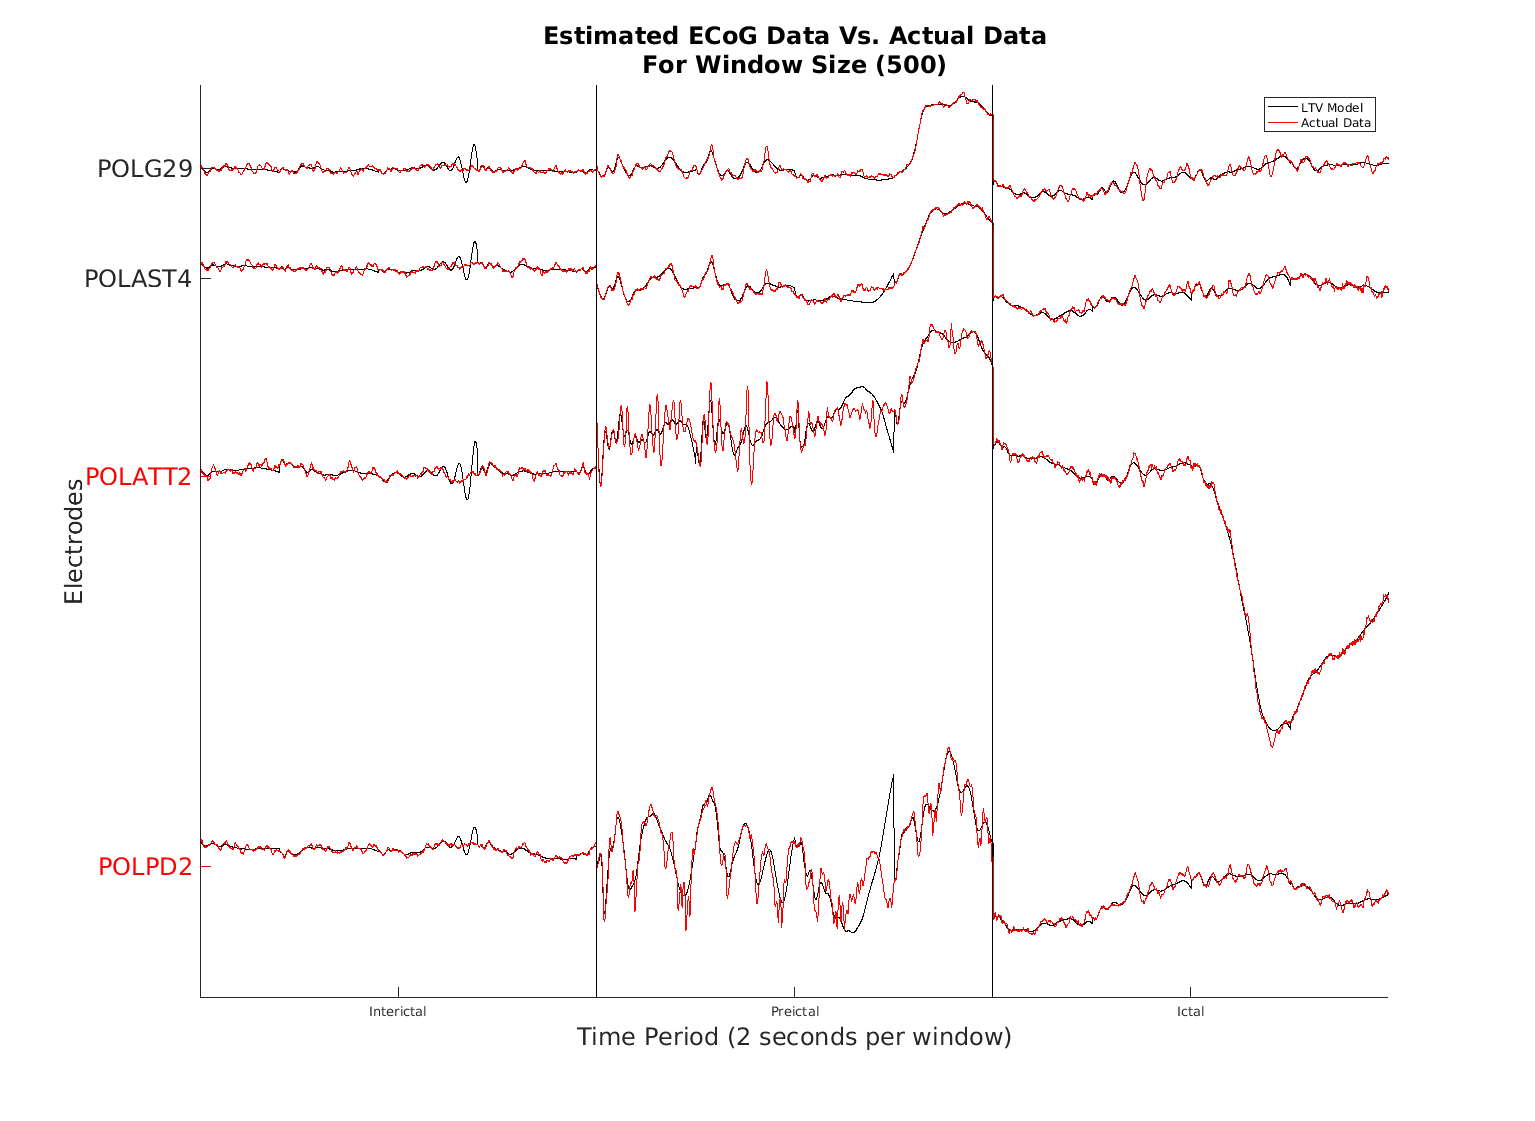 Estimated ECoG Data Vs. Actual Data
For Window Size (500)
LTV Model
Actual Data
POLG29
POLAST4
POLATT2
POLPD2
Electrodes
Interictal
Preictal
Ictal
Time Period (2 seconds per window)